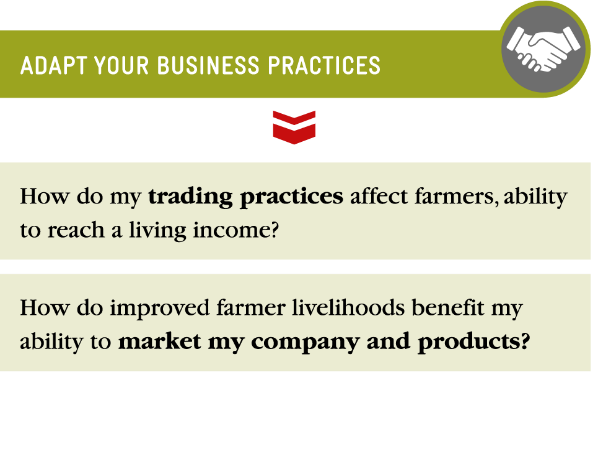 ADAPT YOUR BUSINESS PRACTICES
How do my trading practices affect farmers, ability
to reach a living income?
How do improved farmer livelihoods benefit my
ability to market my company and products?